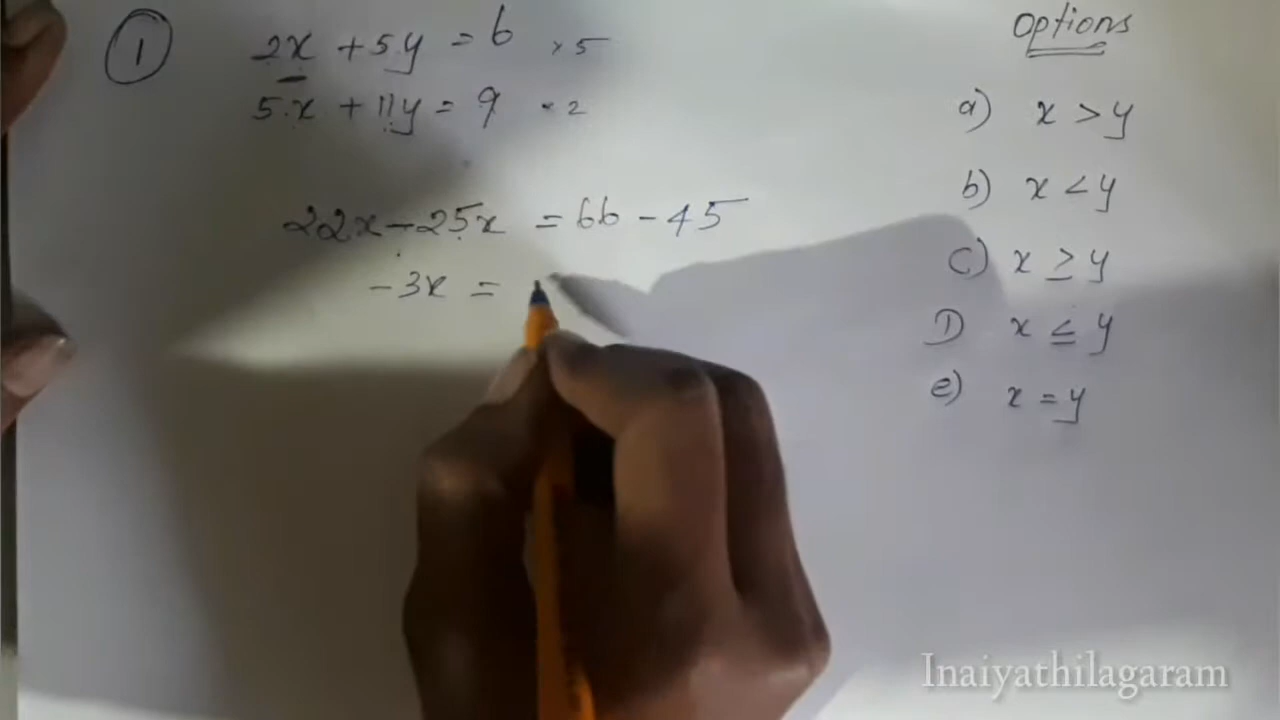 1
2x + 5y = 6 × 5
5x + 11y = 9 × 2
22x - 25x = 66 - 45
-3x =
Options
a) x > y
b) x < y
C) x ≥ y
D x ≤ y
e) x = y
Inaiyathilagaram